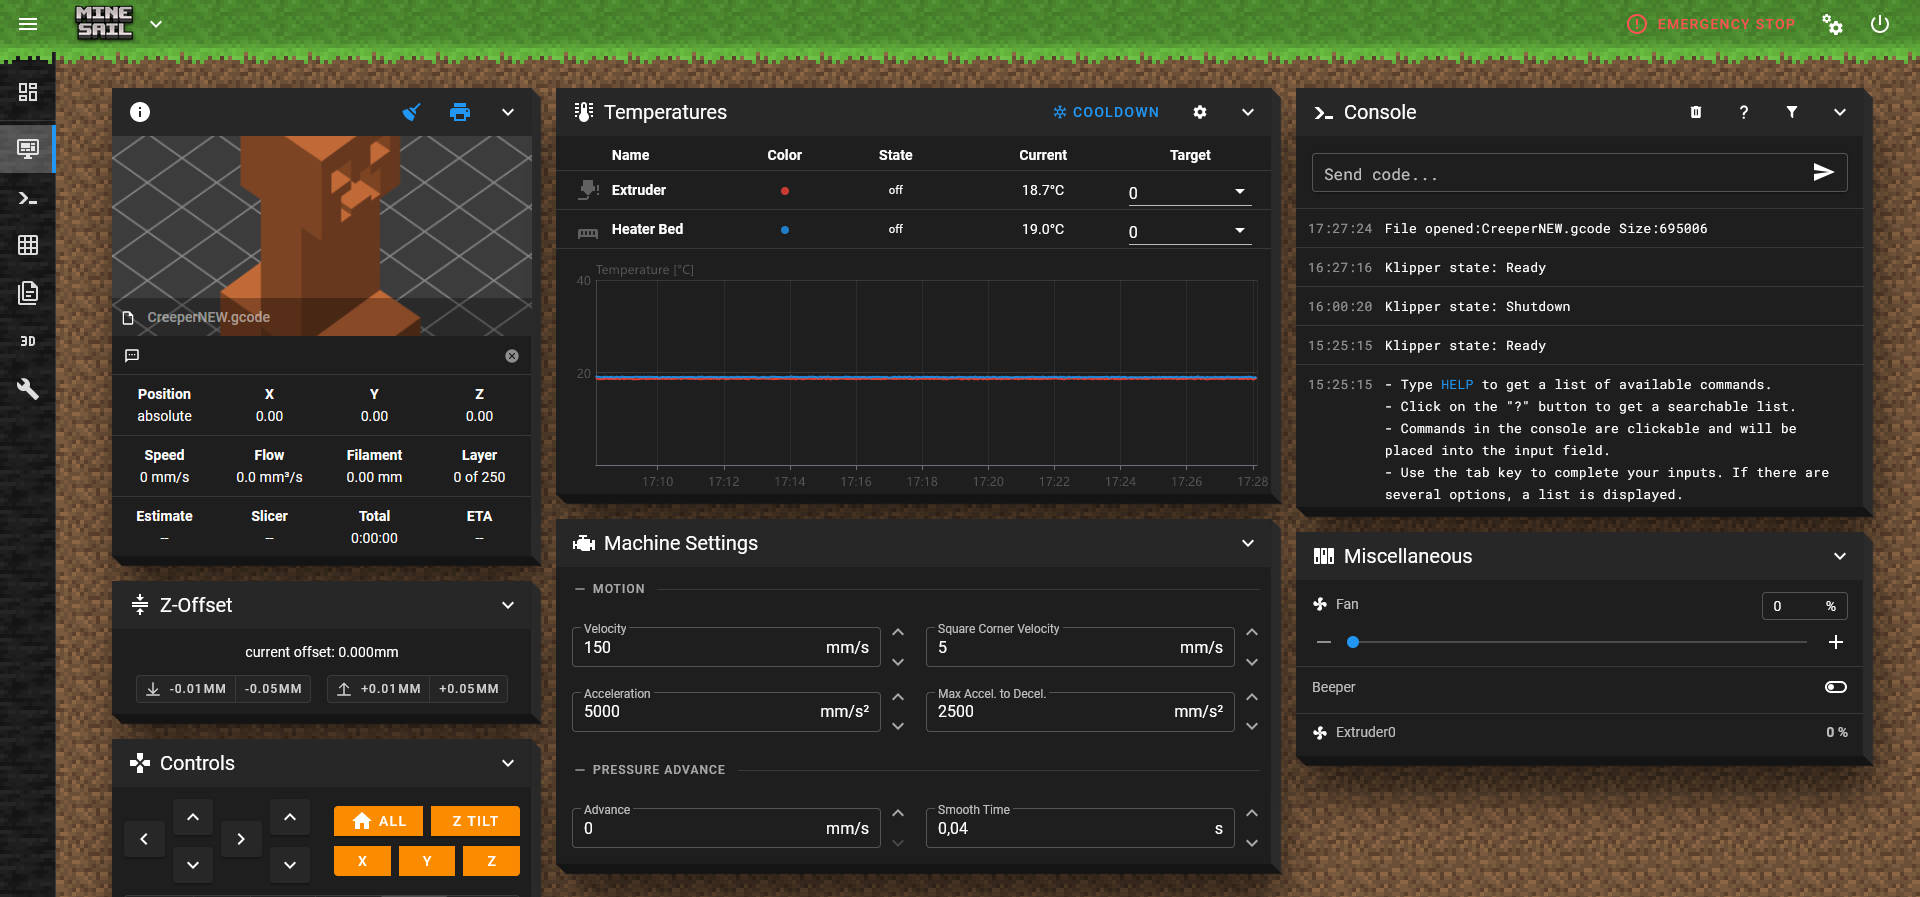 MINE
SAIL
EMERGENCY STOP
3D
CreeperNEW.gcode
Position X Y Z
absolute 0.00 0.00 0.00
Speed Flow Filament Layer
0 mm/s 0.0 mm³/s 0.00 mm 0 of 250
Estimate Slicer Total ETA
-- -- 0:00:00 --
Z-Offset
current offset: 0.000mm
-0.01MM -0.05MM +0.01MM +0.05MM
Controls
ALL Z TILT
X Y Z
Temperatures COOLDOWN
Name Color State Current Target
Extruder off 18.7°C 0
Heater Bed off 19.0°C 0
Temperature [°C]
40
20
17:10 17:12 17:14 17:16 17:18 17:20 17:22 17:24 17:26 17:28
Machine Settings
MOTION
Velocity Square Corner Velocity
150 mm/s 5 mm/s
Acceleration Max Accel. to Decel.
5000 mm/s² 2500 mm/s²
PRESSURE ADVANCE
Advance Smooth Time
0 mm/s 0,04 s
Console ?
Send code...
17:27:24 File opened:CreeperNEW.gcode Size:695006
16:27:16 Klipper state: Ready
16:00:20 Klipper state: Shutdown
15:25:15 Klipper state: Ready
15:25:15 - Type HELP to get a list of available commands.
- Click on the "?" button to get a searchable list.
- Commands in the console are clickable and will be
placed into the input field.
- Use the tab key to complete your inputs. If there are
several options, a list is displayed.
Miscellaneous
Fan 0 %
Beeper
Extruder0 0 %